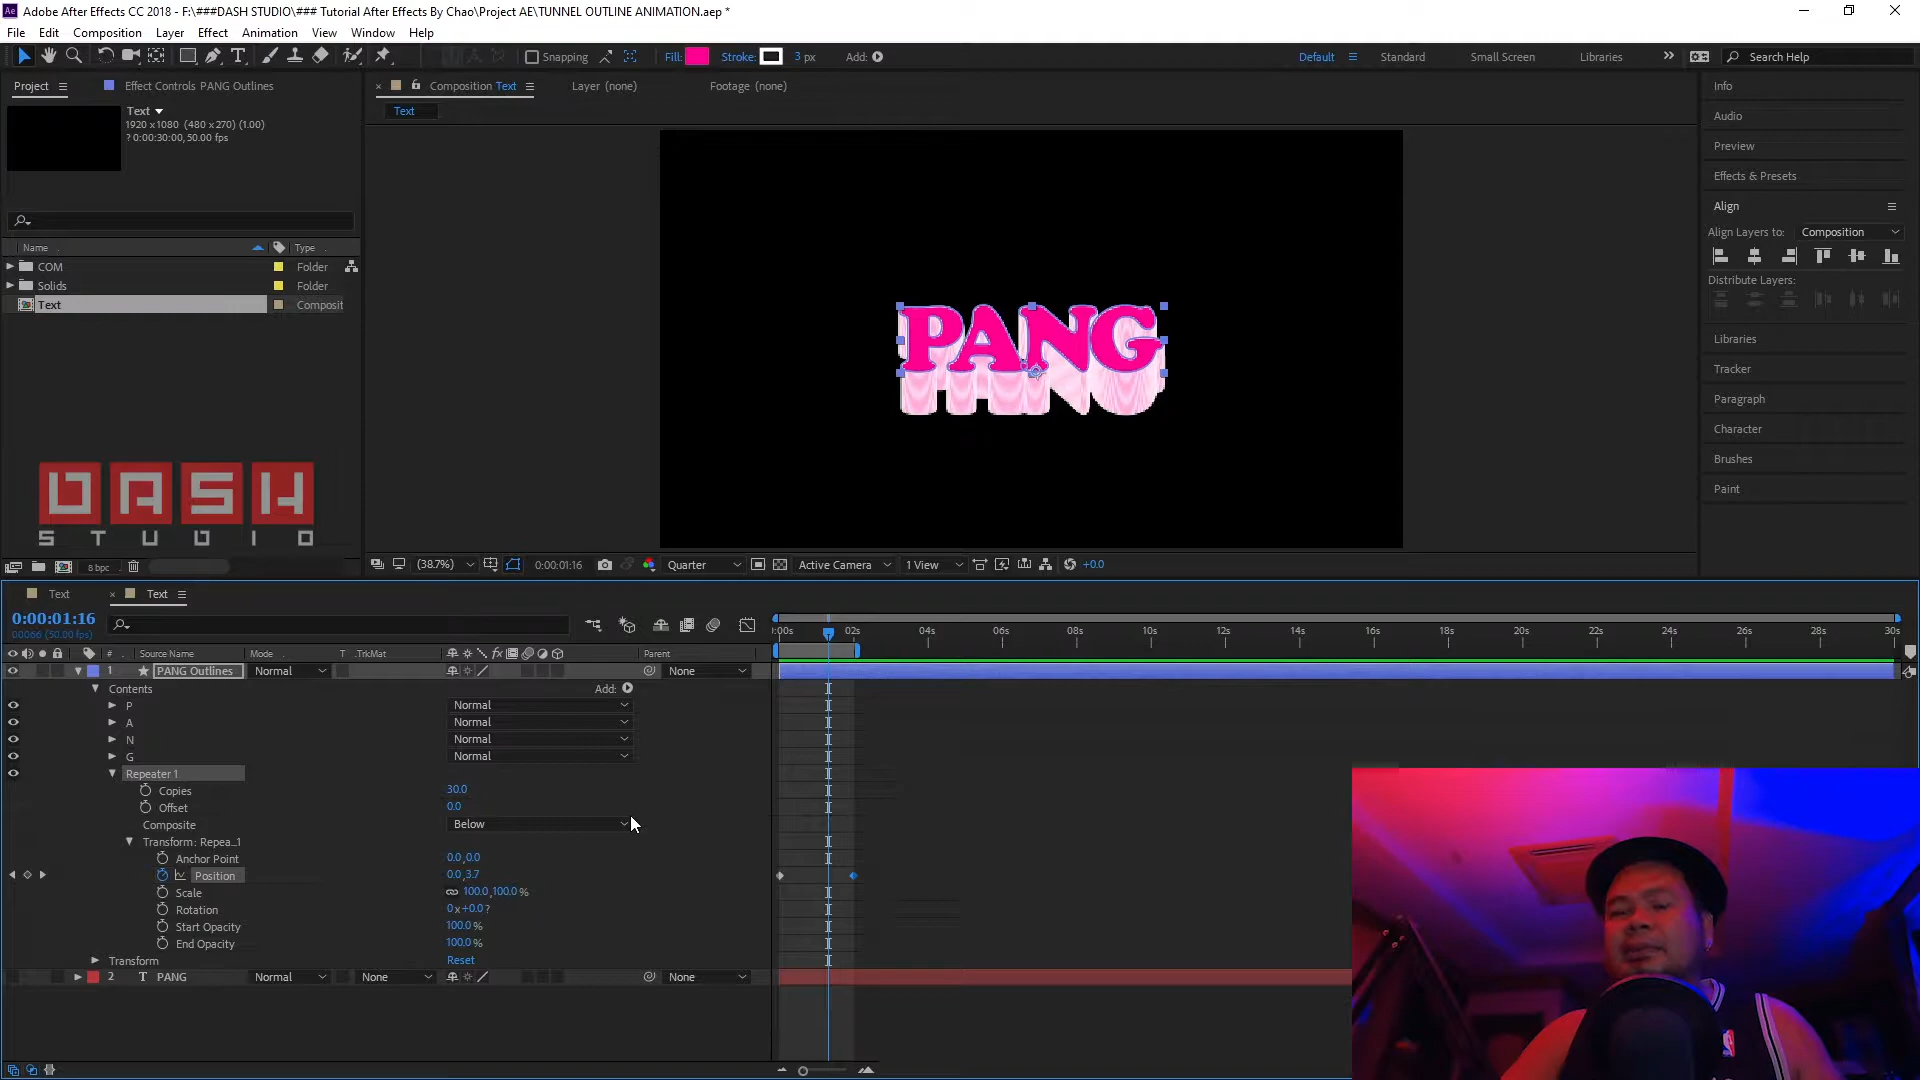 Ae Adobe After Effects CC 2018 - F:\###DASH STUDIO\### Tutorial After Effects By Chao\Project AE\TUNNEL OUTLINE ANIMATION.aep *
File Edit Composition Layer Effect Animation View Window Help
Snapping Fill: Stroke: 3 px Add: Default Standard Small Screen Libraries Search Help
Project Effect Controls PANG Outlines Composition Text Layer (none) Footage (none) Info
Text
1920 x1080 (480 x270) (1.00)
? 0:00:30:00, 50.00 fps
Text
Audio
Preview
Effects & Presets
Align
Align Layers to: Composition
Distribute Layers:
Name Type
COM Folder
Solids Folder
Text Composit
Libraries
Tracker
Paragraph
Character
Brushes
Paint
PANG
DASH
STUDIO
8 bpc (38.7%) 0:00:01:16 Quarter Active Camera 1 View +0.0
Text Text
0:00:01:16
00066 (50.00 fps)
:00s 02s 04s 06s 08s 10s 12s 14s 16s 18s 20s 22s 24s 26s 28s 30s
# Source Name Mode T .TrkMat fx Parent
1 PANG Outlines Normal None
Contents Add:
P Normal
A Normal
N Normal
G Normal
Repeater 1
Copies 30.0
Offset 0.0
Composite Below
Transform: Repea...1
Anchor Point 0.0,0.0
Position 0.0,3.7
Scale 100.0,100.0 %
Rotation 0x+0.0?
Start Opacity 100.0 %
End Opacity 100.0 %
Transform Reset
2 T PANG Normal None None